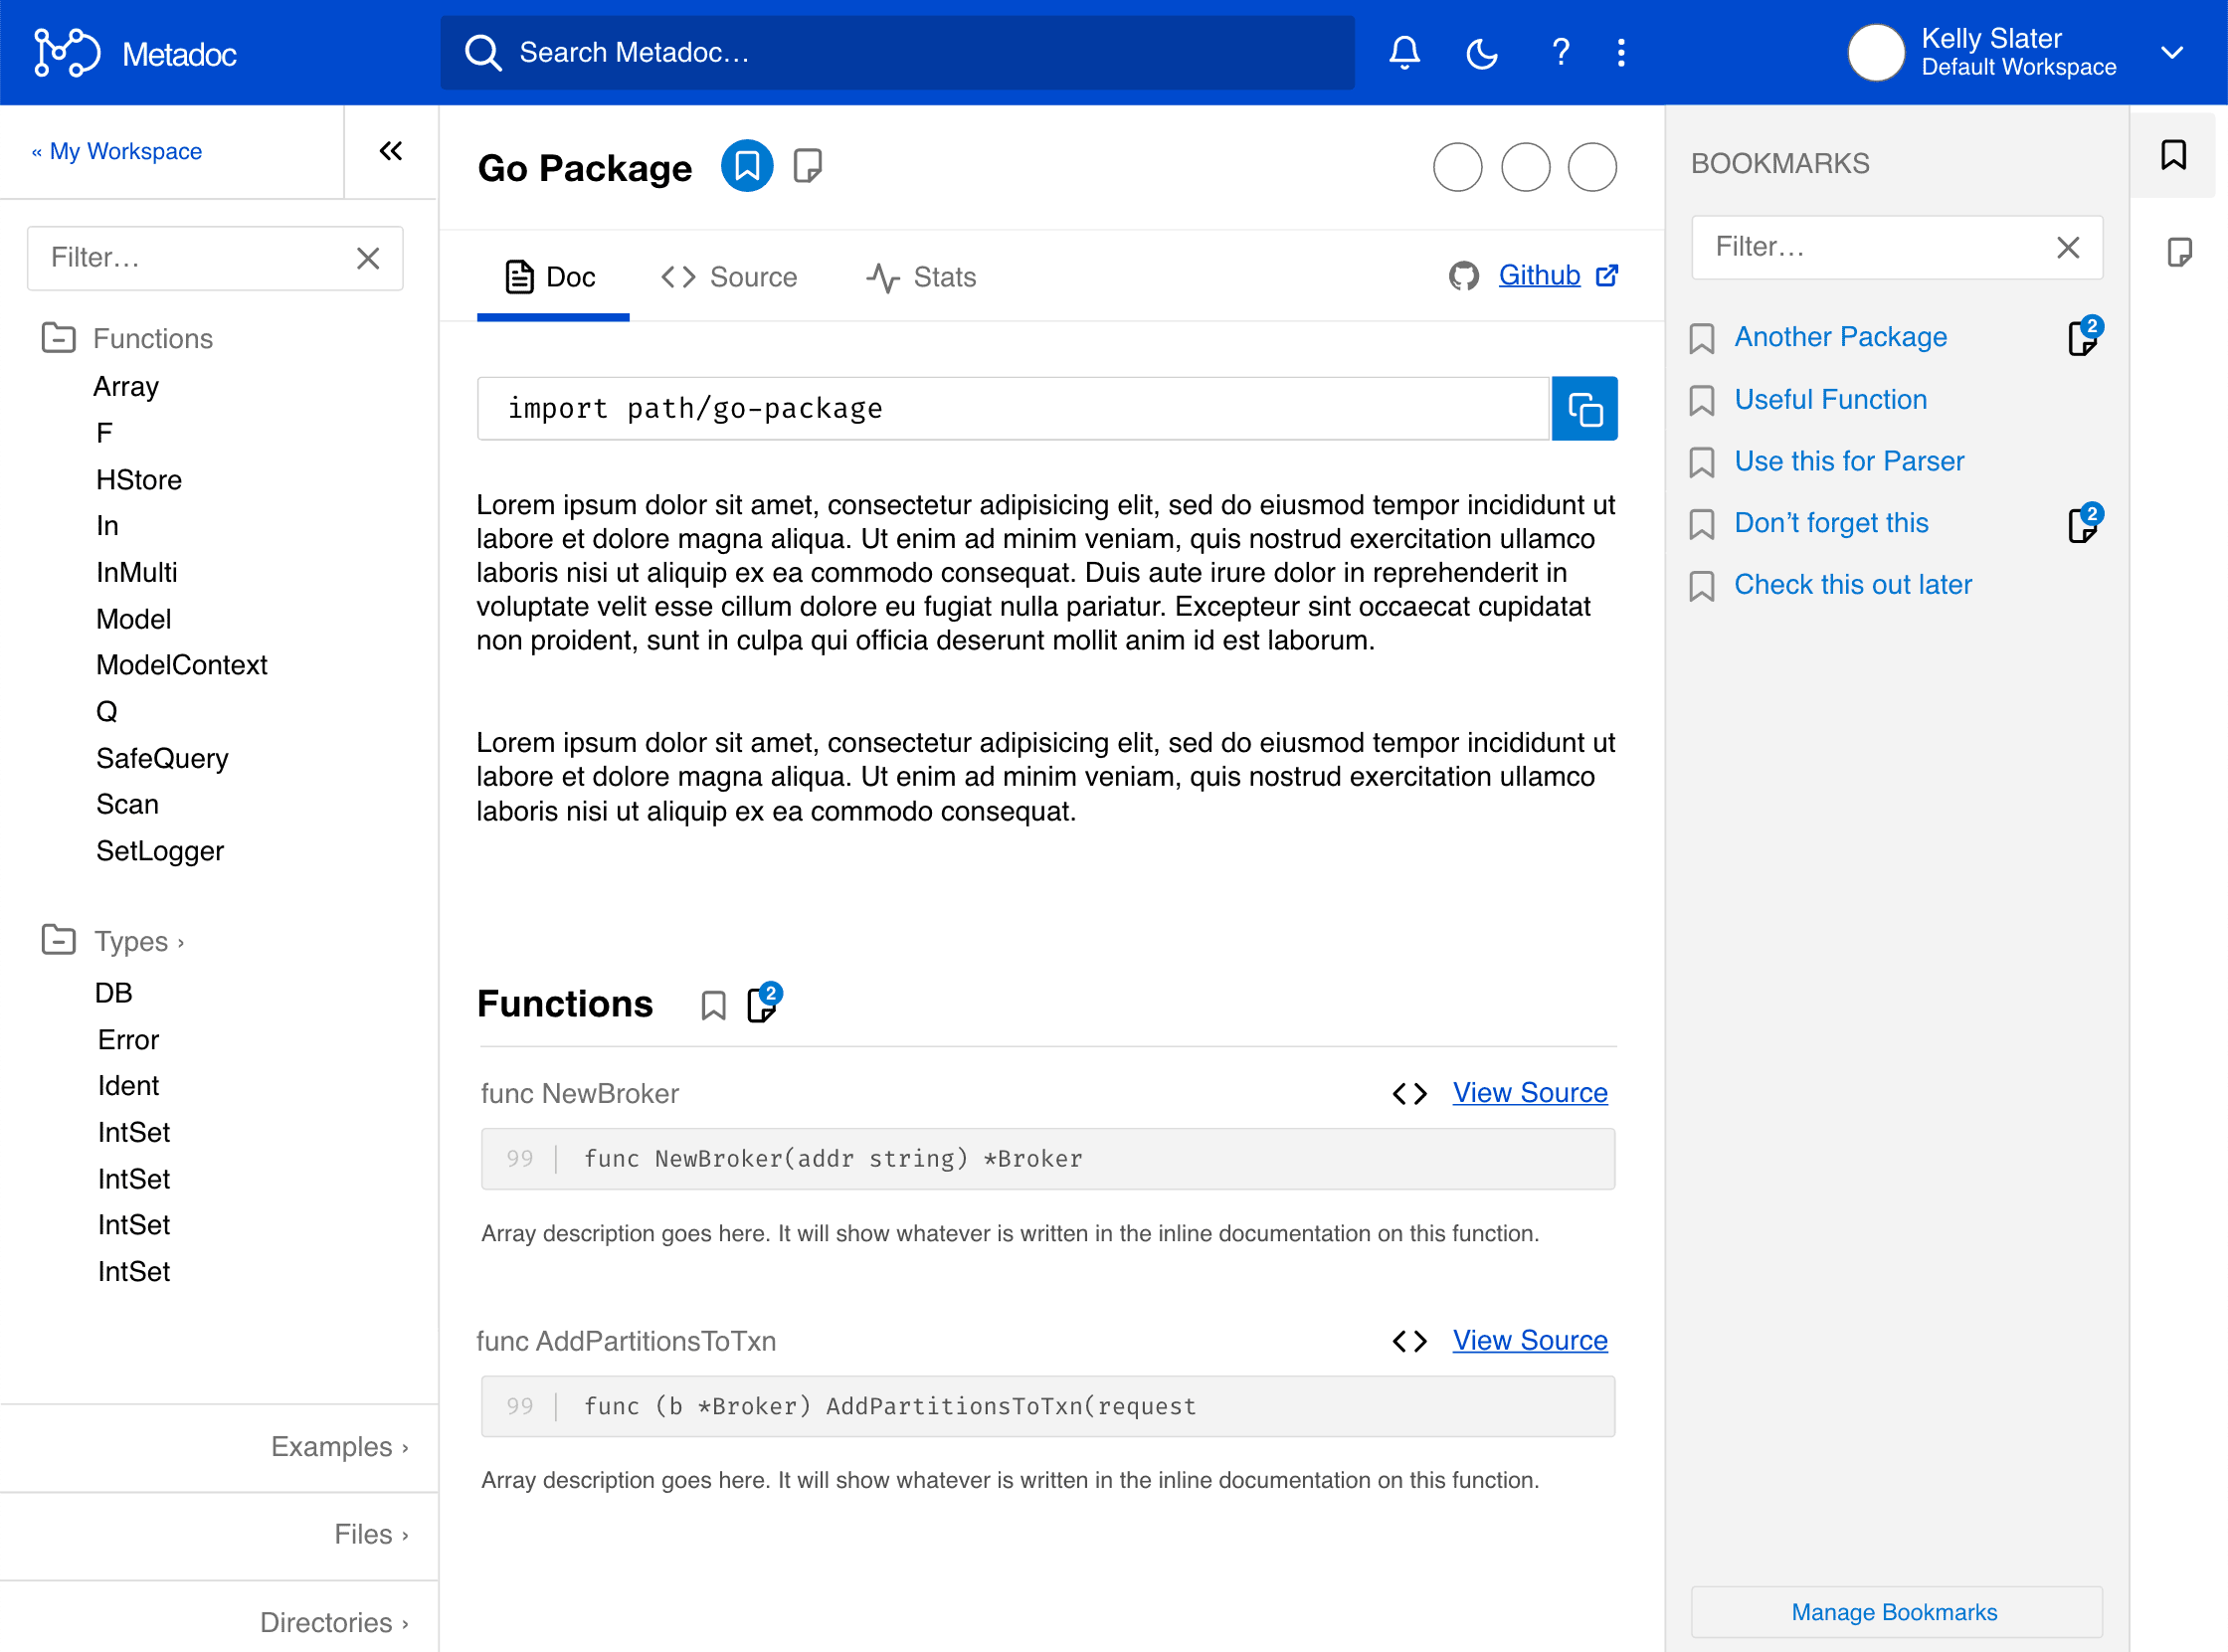 Metadoc
Search Metadoc…
?
Kelly Slater
Default Workspace
« My Workspace
Filter…
Functions
Array
F
HStore
In
InMulti
Model
ModelContext
Q
SafeQuery
Scan
SetLogger
Types ›
DB
Error
Ident
IntSet
IntSet
IntSet
IntSet
Examples ›
Files ›
Directories ›
Go Package
Doc
Source
Stats
Github
import path/go-package
Lorem ipsum dolor sit amet, consectetur adipisicing elit, sed do eiusmod tempor incididunt ut
labore et dolore magna aliqua. Ut enim ad minim veniam, quis nostrud exercitation ullamco
laboris nisi ut aliquip ex ea commodo consequat. Duis aute irure dolor in reprehenderit in
voluptate velit esse cillum dolore eu fugiat nulla pariatur. Excepteur sint occaecat cupidatat
non proident, sunt in culpa qui officia deserunt mollit anim id est laborum.
Lorem ipsum dolor sit amet, consectetur adipisicing elit, sed do eiusmod tempor incididunt ut
labore et dolore magna aliqua. Ut enim ad minim veniam, quis nostrud exercitation ullamco
laboris nisi ut aliquip ex ea commodo consequat.
Functions
2
func NewBroker
View Source
99 func NewBroker(addr string) *Broker
Array description goes here. It will show whatever is written in the inline documentation on this function.
func AddPartitionsToTxn
View Source
99 func (b *Broker) AddPartitionsToTxn(request
Array description goes here. It will show whatever is written in the inline documentation on this function.
BOOKMARKS
Filter…
Another Package
2
Useful Function
Use this for Parser
Don’t forget this
2
Check this out later
Manage Bookmarks